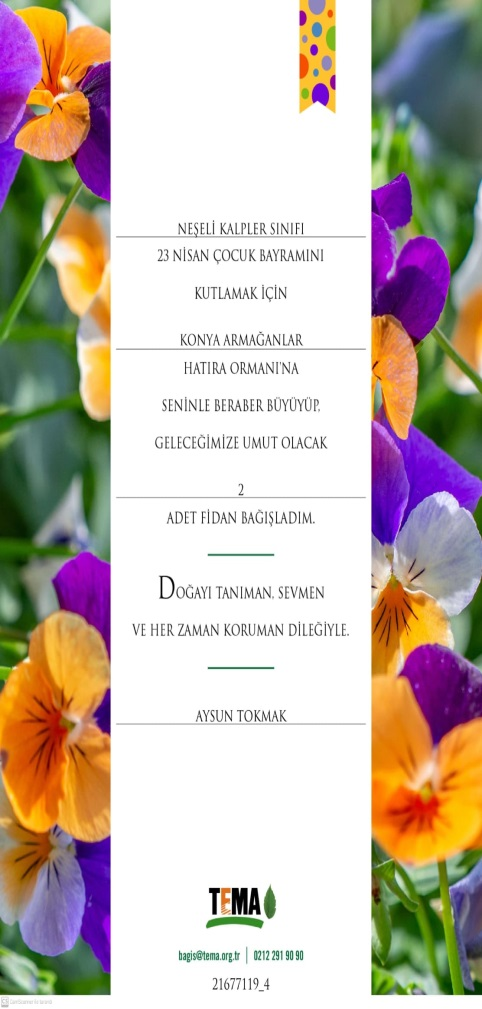 NEŞELİ KALPLER SINIFI
23 NİSAN ÇOCUK BAYRAMINI
KUTLAMAK İÇİN
KONYA ARMAĞANLAR
HATIRA ORMANI'NA
SENİNLE BERABER BÜYÜYÜP,
GELECEĞİMİZE UMUT OLACAK
2
ADET FİDAN BAĞIŞLADIM.
DOĞAYI TANIMAN, SEVMEN
VE HER ZAMAN KORUMAN DİLEĞİYLE.
AYSUN TOKMAK
TEMA
bagis@tema.org.tr | 0212 291 90 90
21677119_4